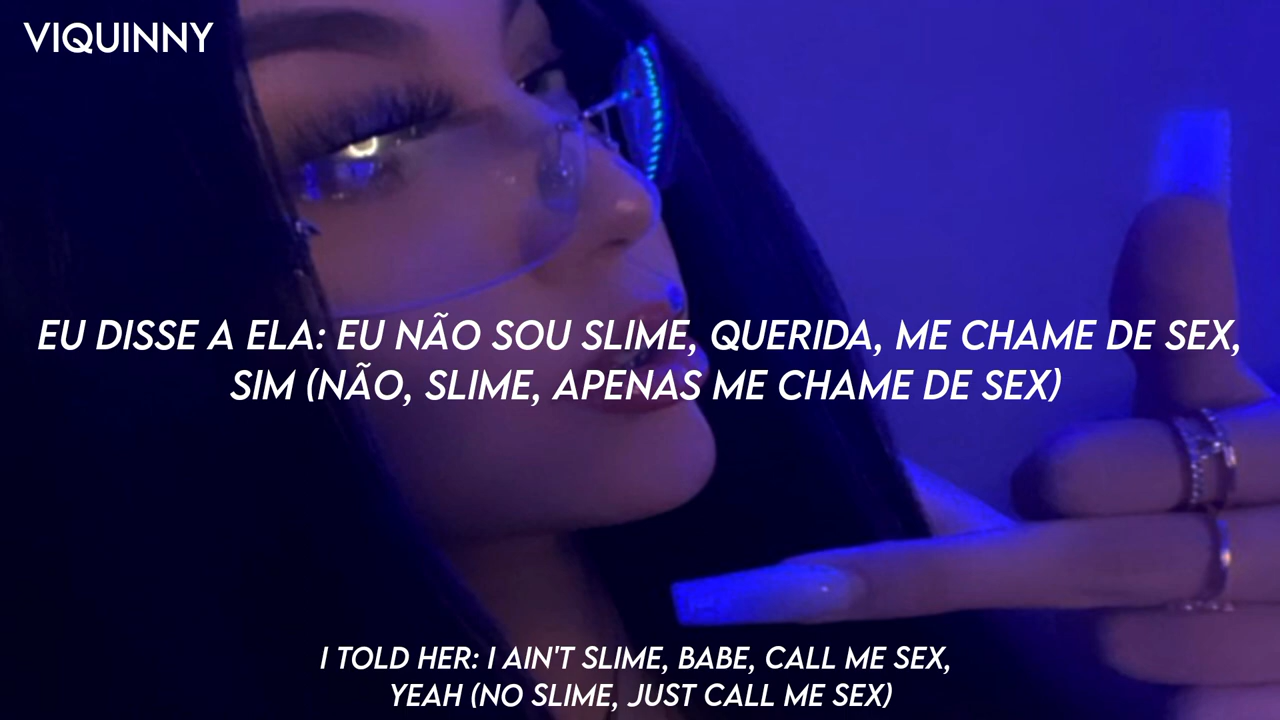 VIQUINNY
EU DISSE A ELA: EU NÃO SOU SLIME, QUERIDA, ME CHAME DE SEX,
SIM (NÃO, SLIME, APENAS ME CHAME DE SEX)
I TOLD HER: I AIN'T SLIME, BABE, CALL ME SEX,
YEAH (NO SLIME, JUST CALL ME SEX)